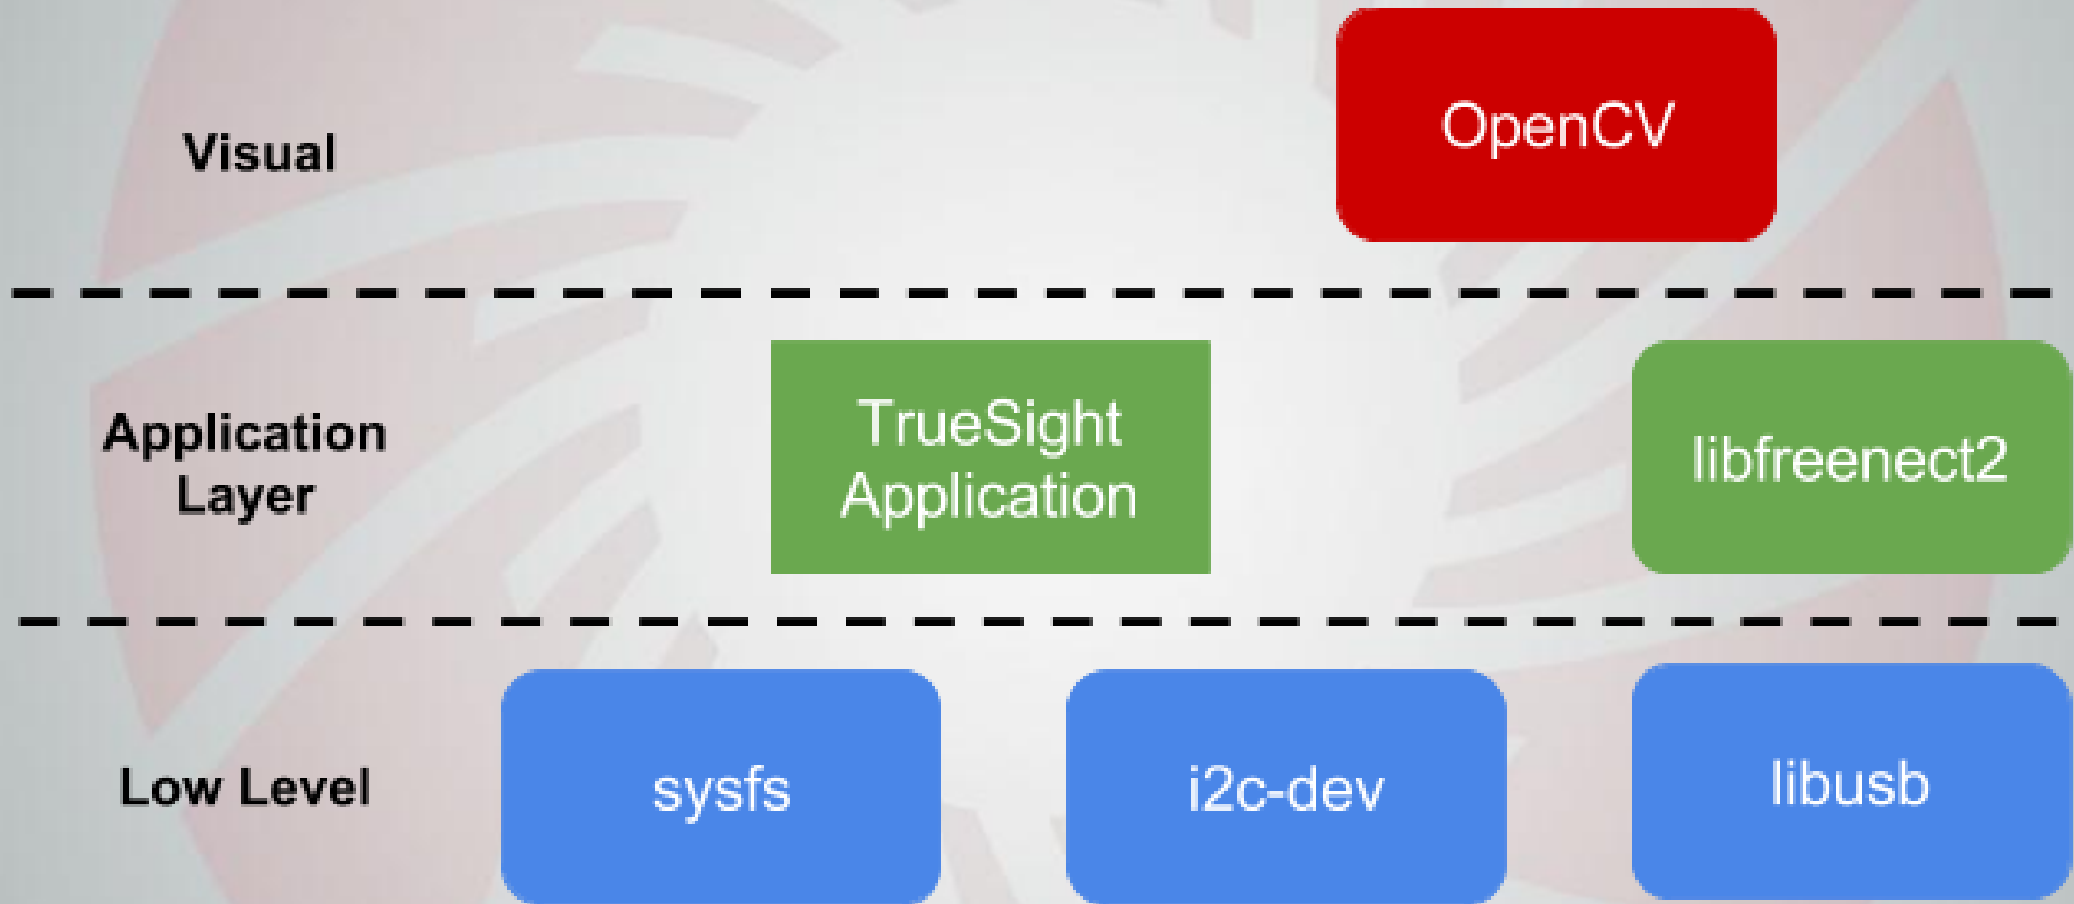 Visual
OpenCV
Application
Layer
TrueSight
Application
libfreenect2
Low Level
sysfs
i2c-dev
libusb